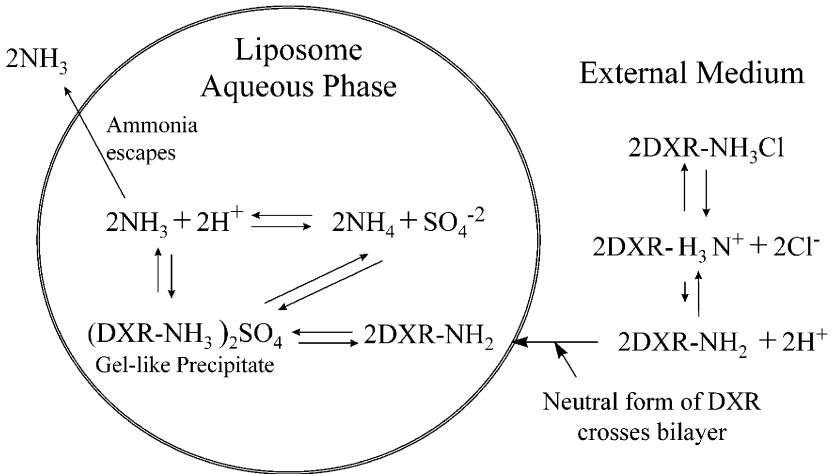 2NH₃
Liposome
Aqueous Phase
External Medium
Ammonia
escapes
2DXR-NH₃Cl
2NH₃ + 2H⁺
2NH₄ + SO₄⁻²
2DXR- H₃ N⁺ + 2Cl⁻
(DXR-NH₃ )₂SO₄
2DXR-NH₂
2DXR-NH₂ + 2H⁺
Gel-like Precipitate
Neutral form of DXR
crosses bilayer